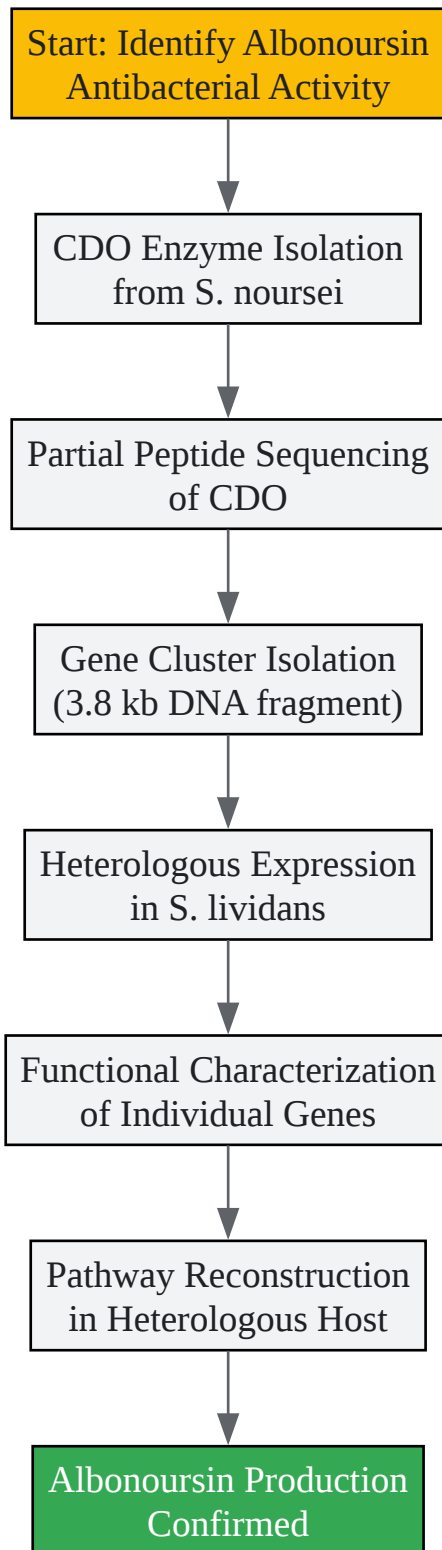 Start: Identify Albonoursin
Antibacterial Activity
CDO Enzyme Isolation
from S. noursei
Partial Peptide Sequencing
of CDO
Gene Cluster Isolation
(3.8 kb DNA fragment)
Heterologous Expression
in S. lividans
Functional Characterization
of Individual Genes
Pathway Reconstruction
in Heterologous Host
Albonoursin Production
Confirmed